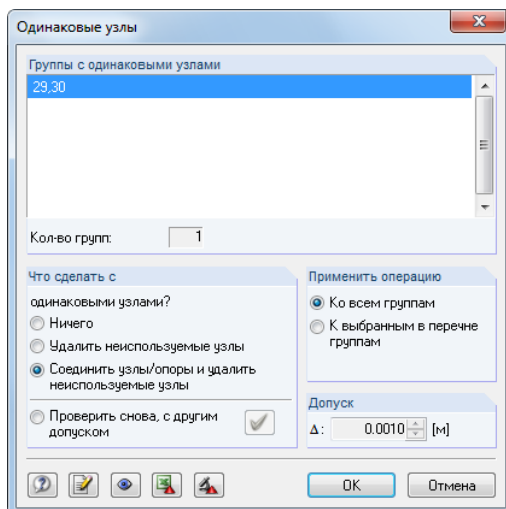 Одинаковые узлы
Группы с одинаковыми узлами
29,30
Кол-во групп: 1
Что сделать с
одинаковыми узлами?
Ничего
Удалить неиспользуемые узлы
Соединить узлы/опоры и удалить
неиспользуемые узлы
Проверить снова, с другим
допуском
Применить операцию
Ко всем группам
К выбранным в перечне
группам
Допуск
Δ: 0.0010 [м]
OK Отмена